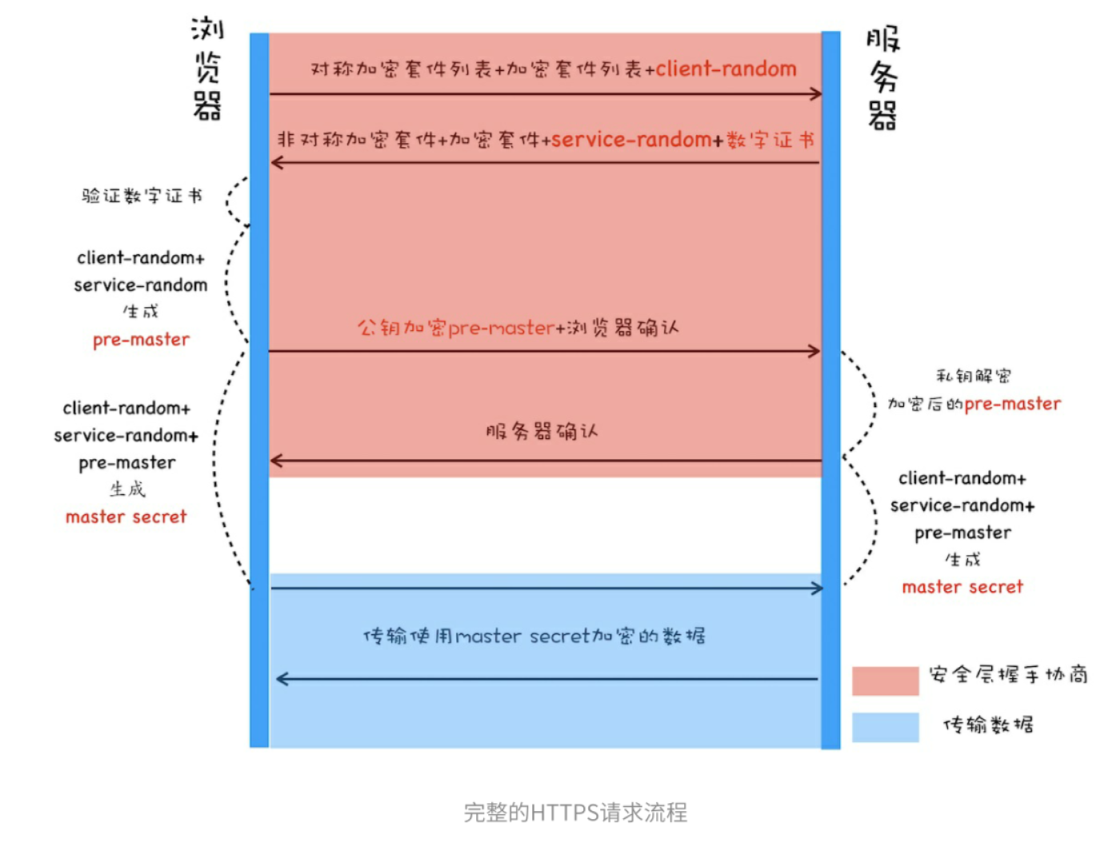 浏
览
器
服
务
器
对称加密套件列表+加密套件列表+client-random
非对称加密套件+加密套件+service-random+数字证书
验证数字证书
client-random+
service-random
生成
pre-master
公钥加密pre-master+浏览器确认
私钥解密
加密后的pre-master
client-random+
service-random+
pre-master
生成
master secret
服务器确认
client-random+
service-random+
pre-master
生成
master secret
传输使用master secret加密的数据
安全层握手协商
传输数据
完整的HTTPS请求流程